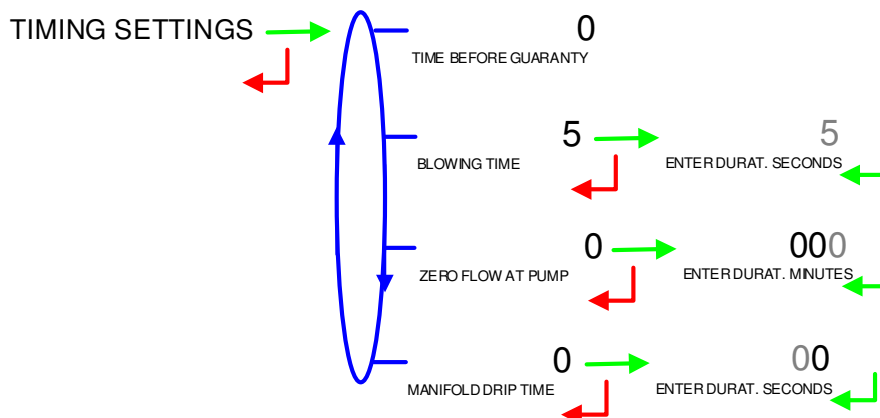 TIMING SETTINGS
0
TIME BEFORE GUARANTY
5
BLOWING TIME
5
ENTER DURAT. SECONDS
0
ZERO FLOW AT PUMP
000
ENTER DURAT. MINUTES
0
MANIFOLD DRIP TIME
00
ENTER DURAT. SECONDS